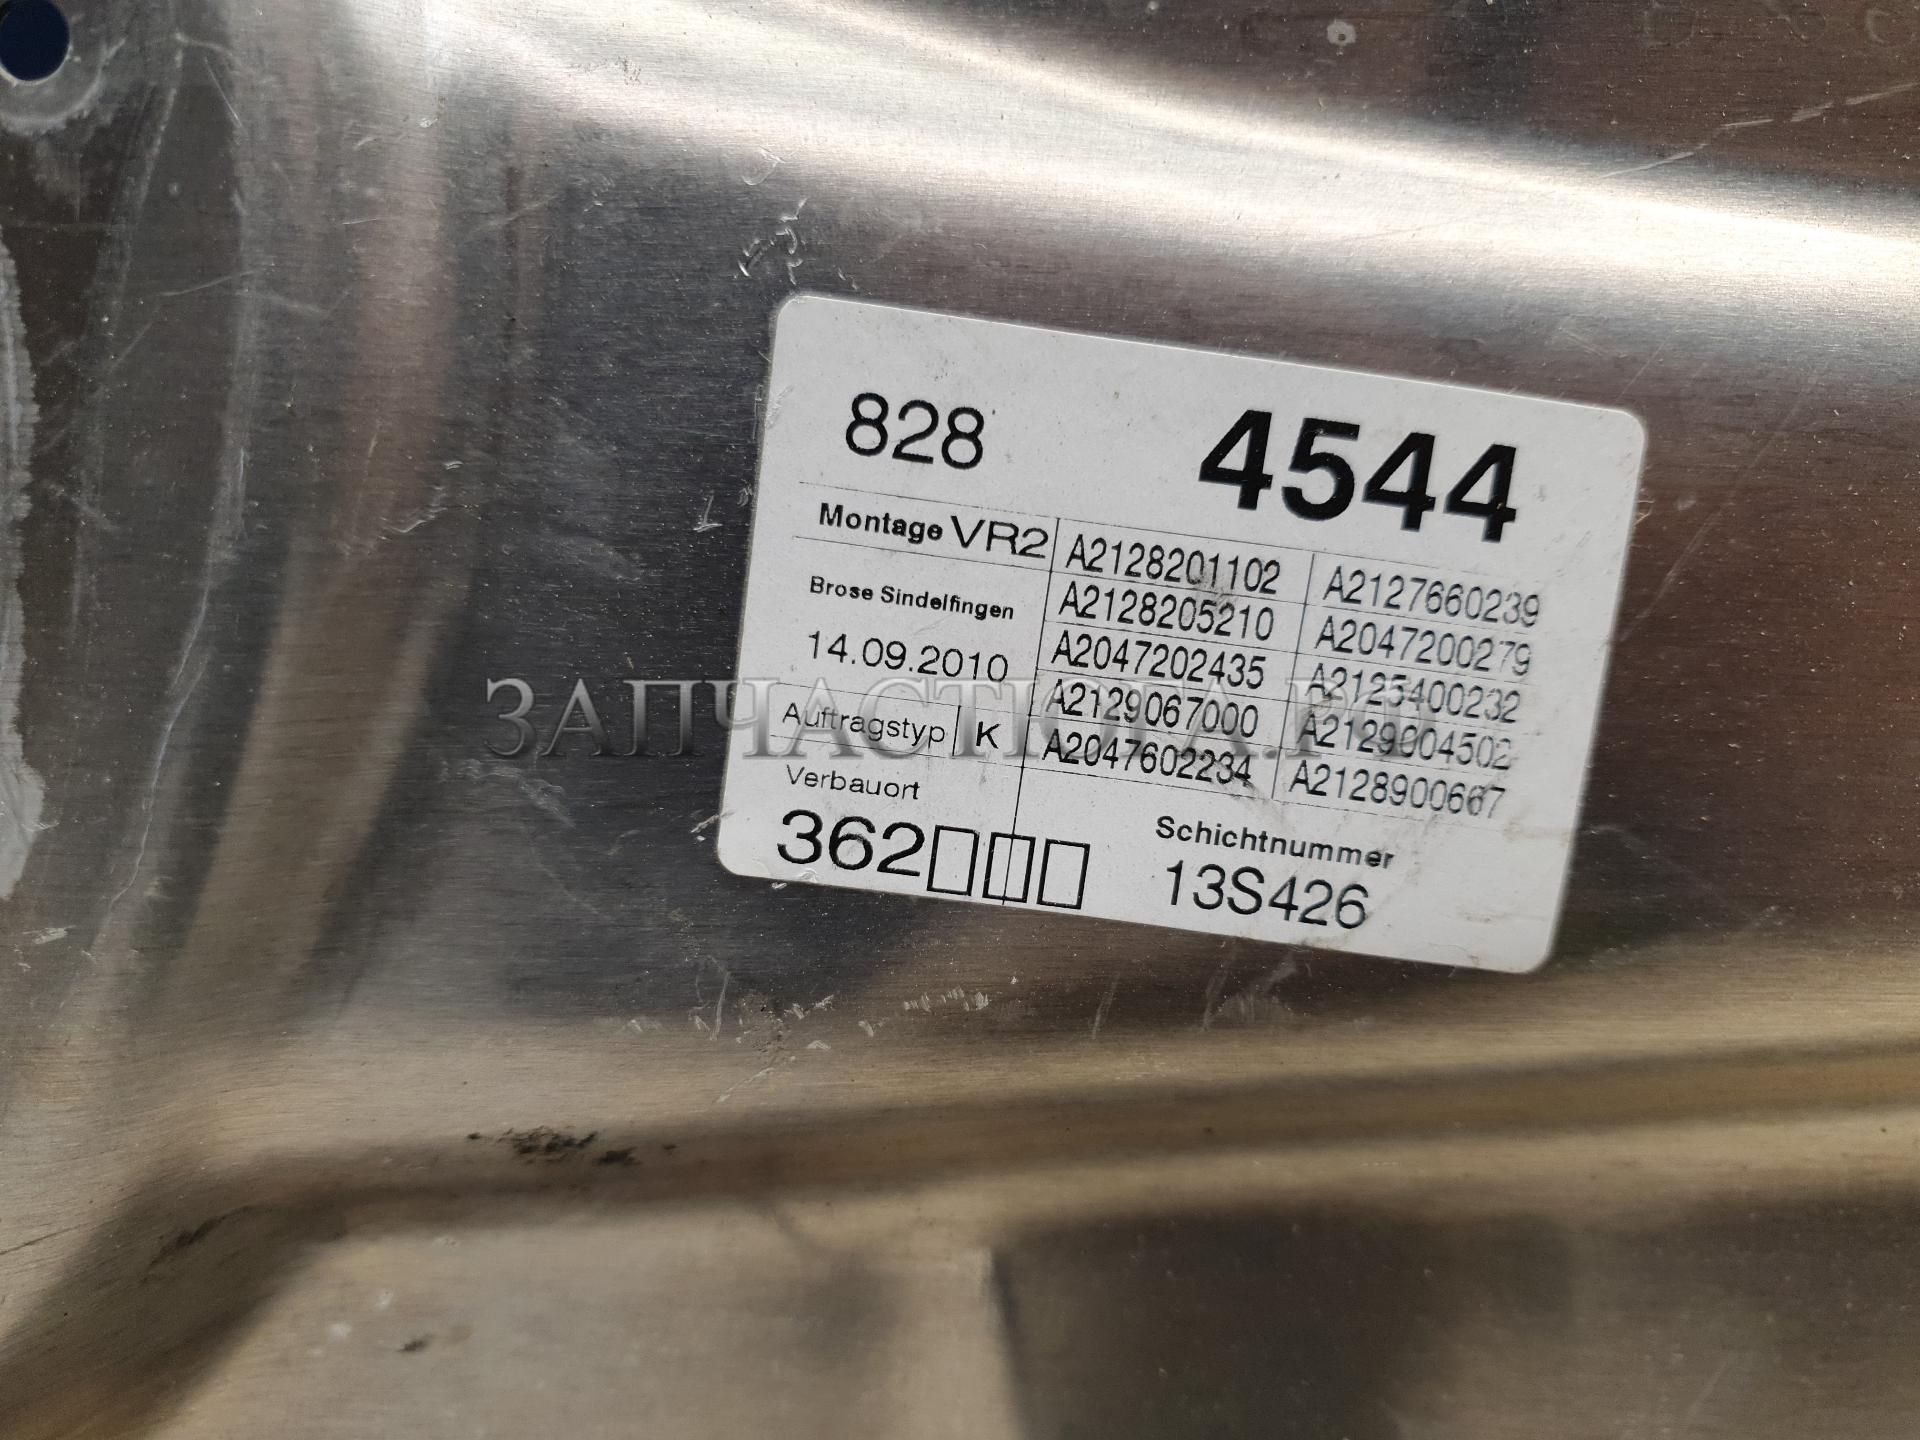 828 4544
Montage VR2
Brose Sindelfingen
14.09.2010
Auftragstyp K
Verbauort
362
A2128201102 A2127660239
A2128205210 A2047200279
A2047202435 A2125400232
A2129067000 A2129004502
A2047602234 A2128900667
Schichtnummer
13S426
ЗАПЧАСТЮГА.РФ